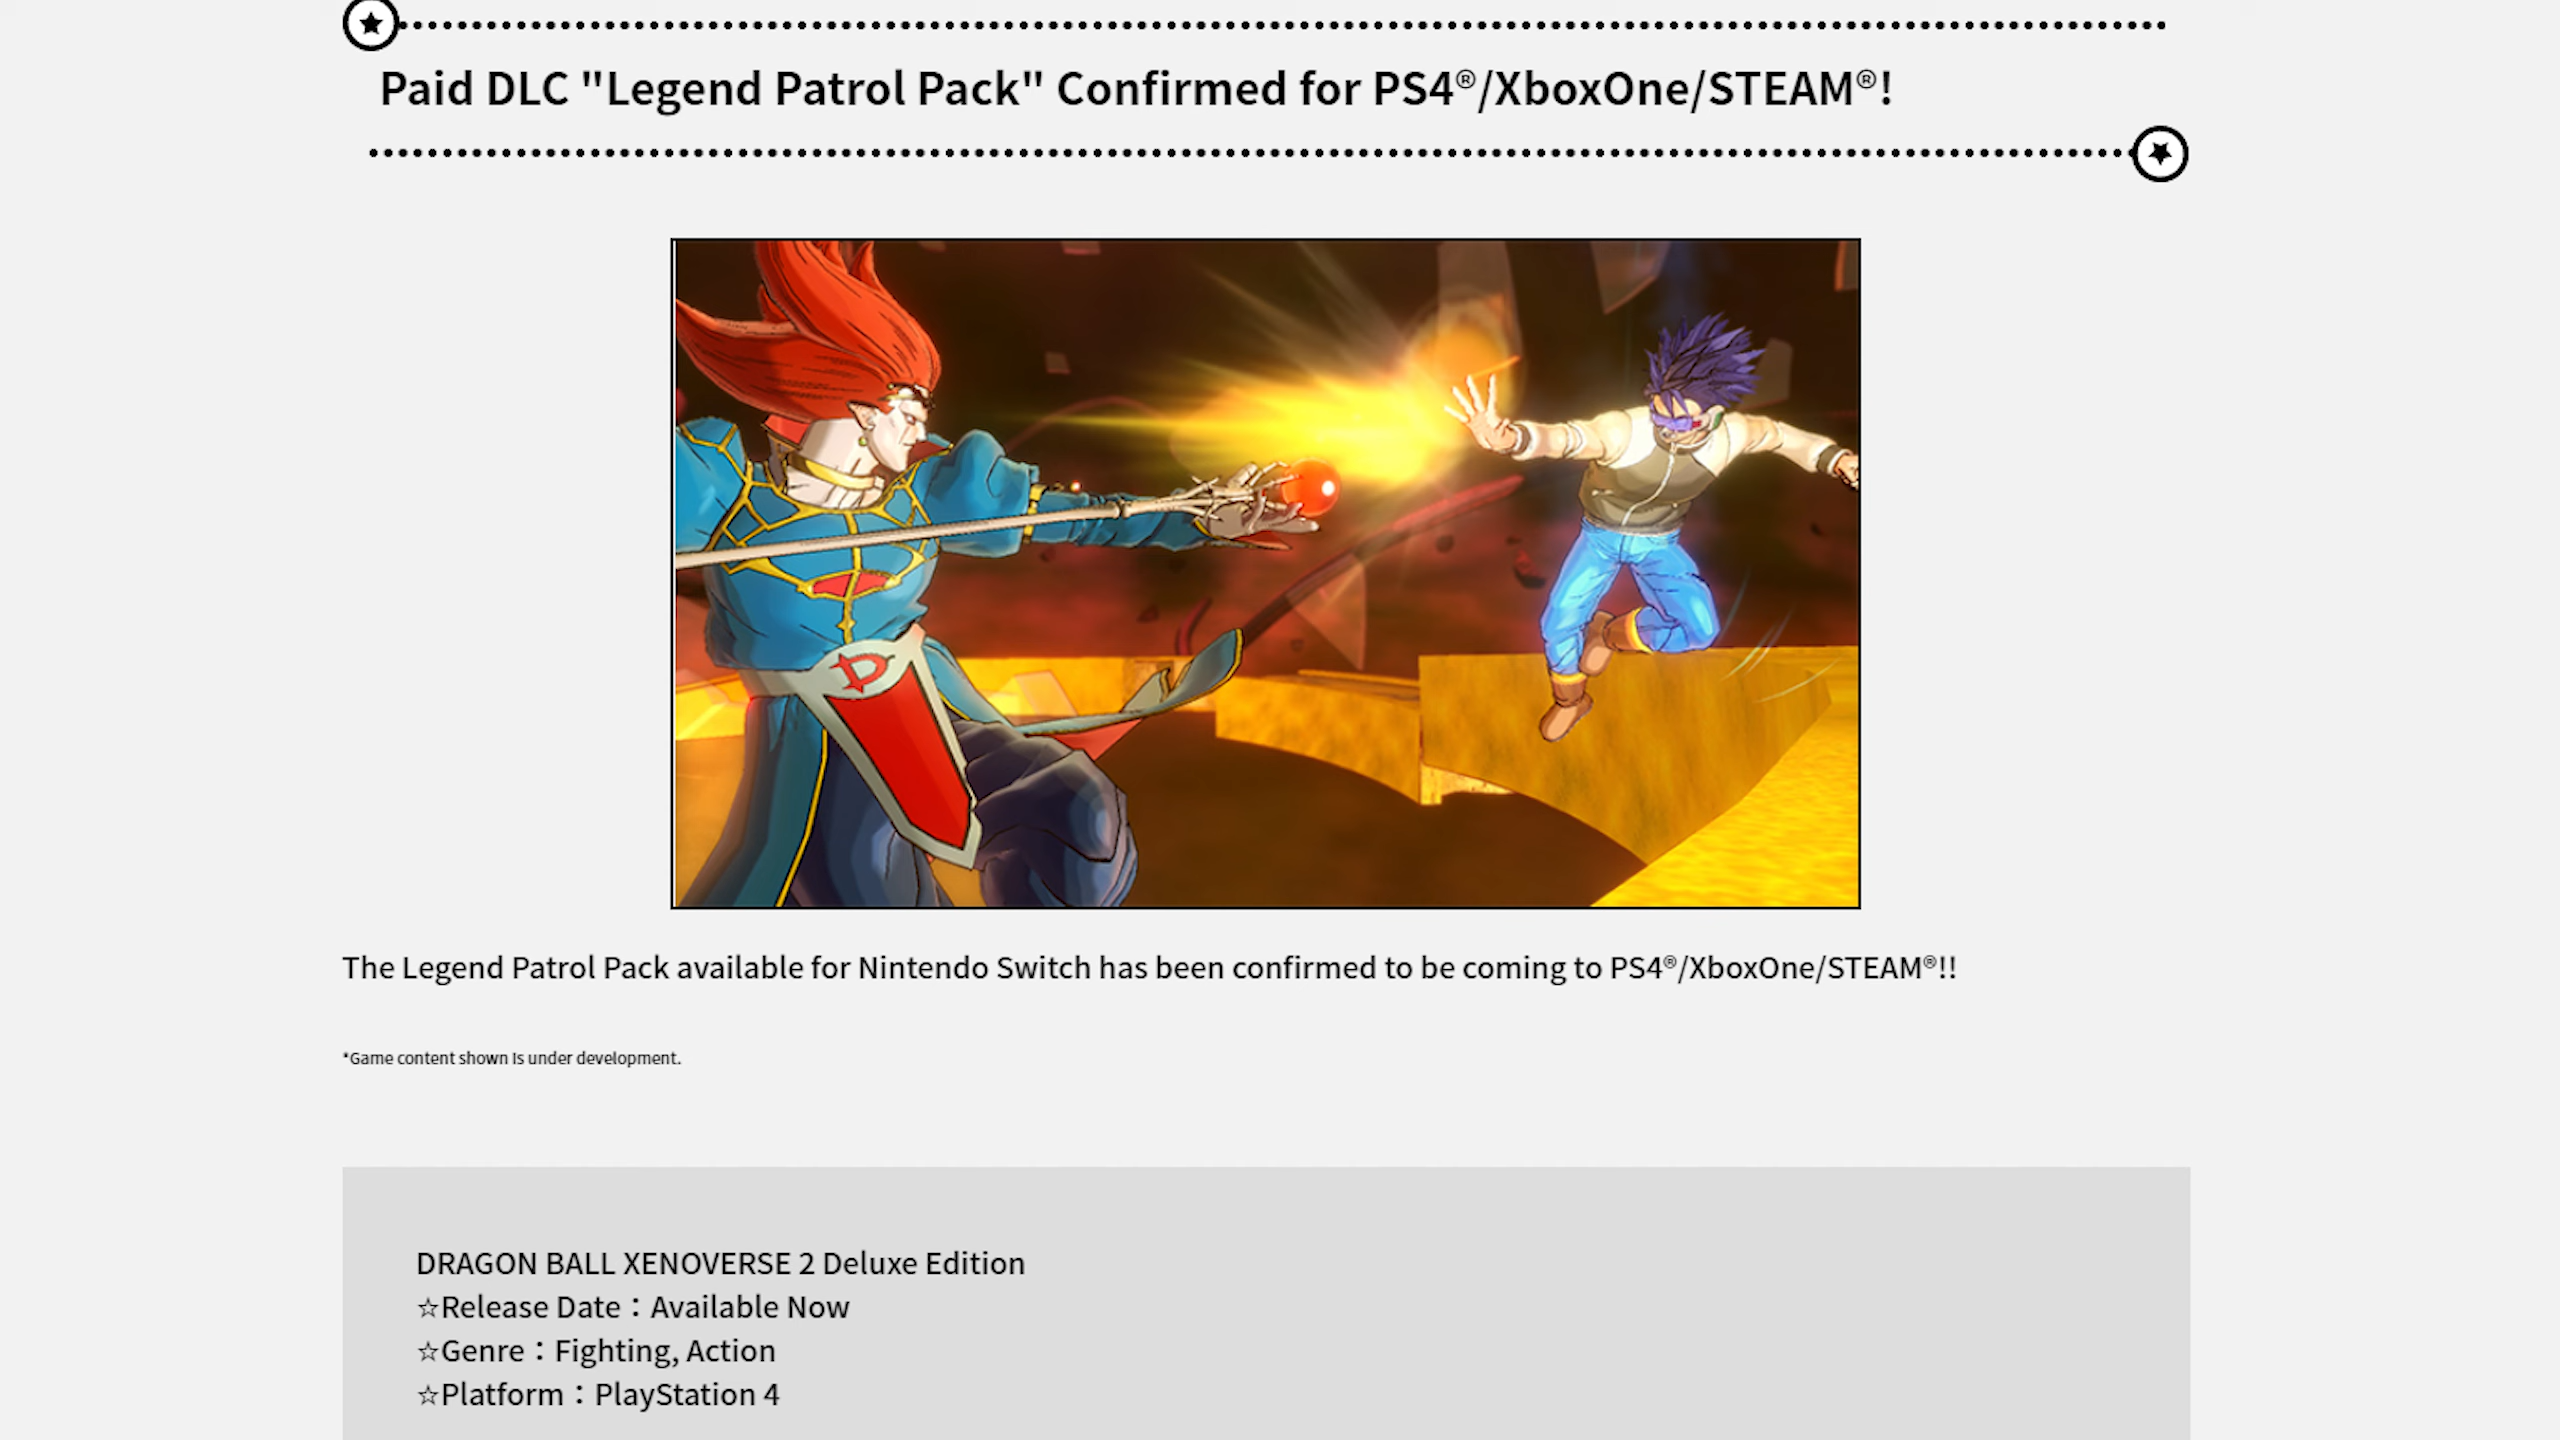 Paid DLC "Legend Patrol Pack" Confirmed for PS4®/XboxOne/STEAM®!
D
The Legend Patrol Pack available for Nintendo Switch has been confirmed to be coming to PS4®/XboxOne/STEAM®!!
*Game content shown is under development.
DRAGON BALL XENOVERSE 2 Deluxe Edition
☆Release Date：Available Now
☆Genre：Fighting, Action
☆Platform：PlayStation 4